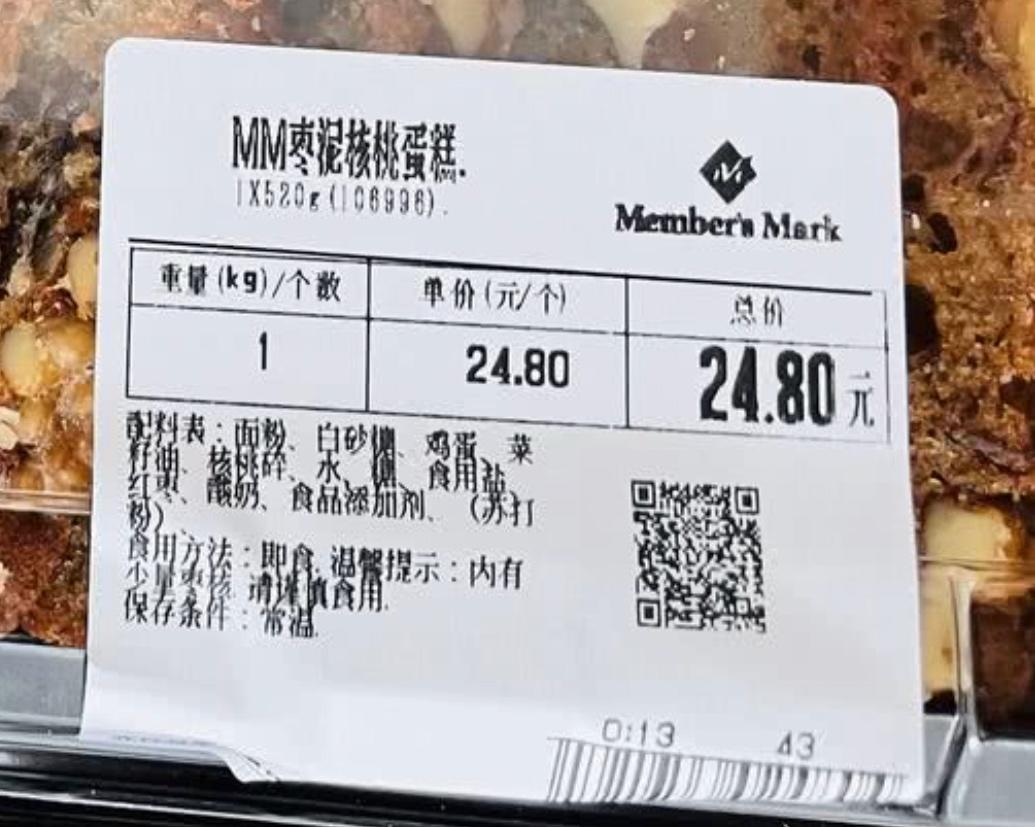 MM枣泥核桃蛋糕.
1X520g(106996).
Member's Mark
重量(kg)/个数 单价(元/个) 总价
1 24.80 24.80元
配料表:面粉、白砂糖、鸡蛋、菜
籽油、核桃碎、水、糖、食用盐
红枣、酸奶、食品添加剂、(苏打
粉)、
食用方法:即食.温馨提示:内有
少量枣核 请谨慎食用.
保存条件:常温.
0:13 43